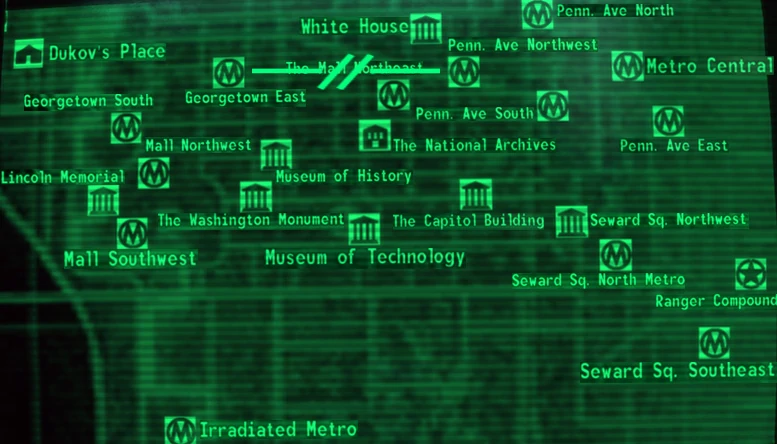 Penn. Ave North
White House
Penn. Ave Northwest
Dukov's Place
The Mall Northeast
Metro Central
Georgetown South
Georgetown East
Penn. Ave South
Mall Northwest
The National Archives
Penn. Ave East
Lincoln Memorial
Museum of History
The Washington Monument
The Capitol Building
Seward Sq. Northwest
Mall Southwest
Museum of Technology
Seward Sq. North Metro
Ranger Compound
Seward Sq. Southeast
Irradiated Metro